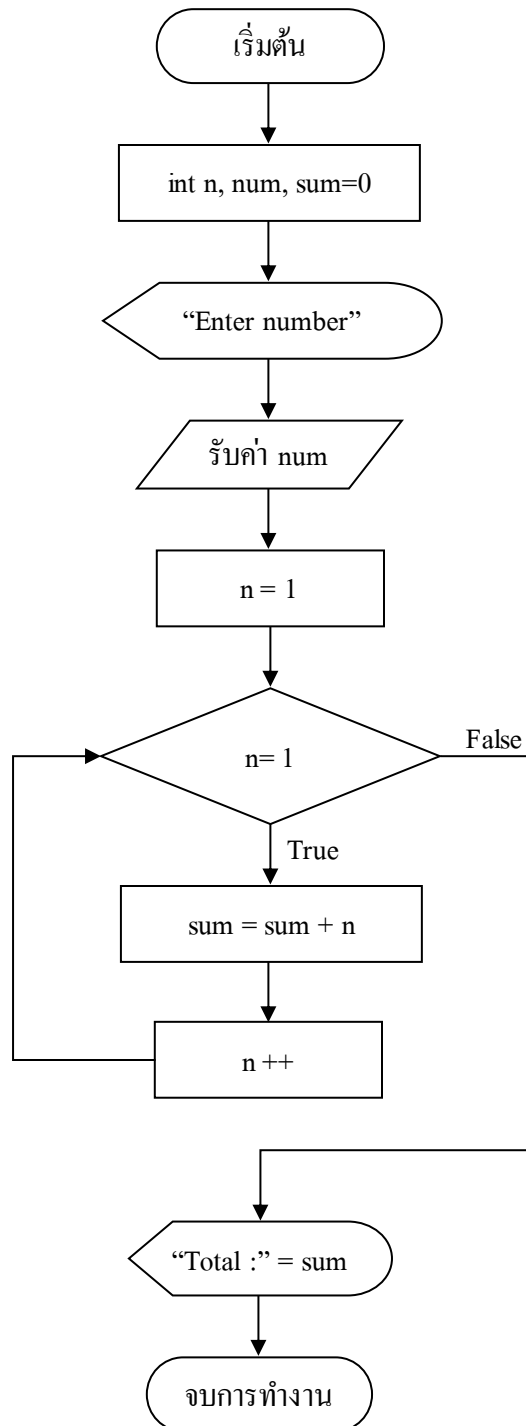 เริ่มต้น
int n, num, sum=0
“Enter number”
รับค่า num
n = 1
n= 1
False
True
sum = sum + n
n ++
“Total :” = sum
จบการทำงาน